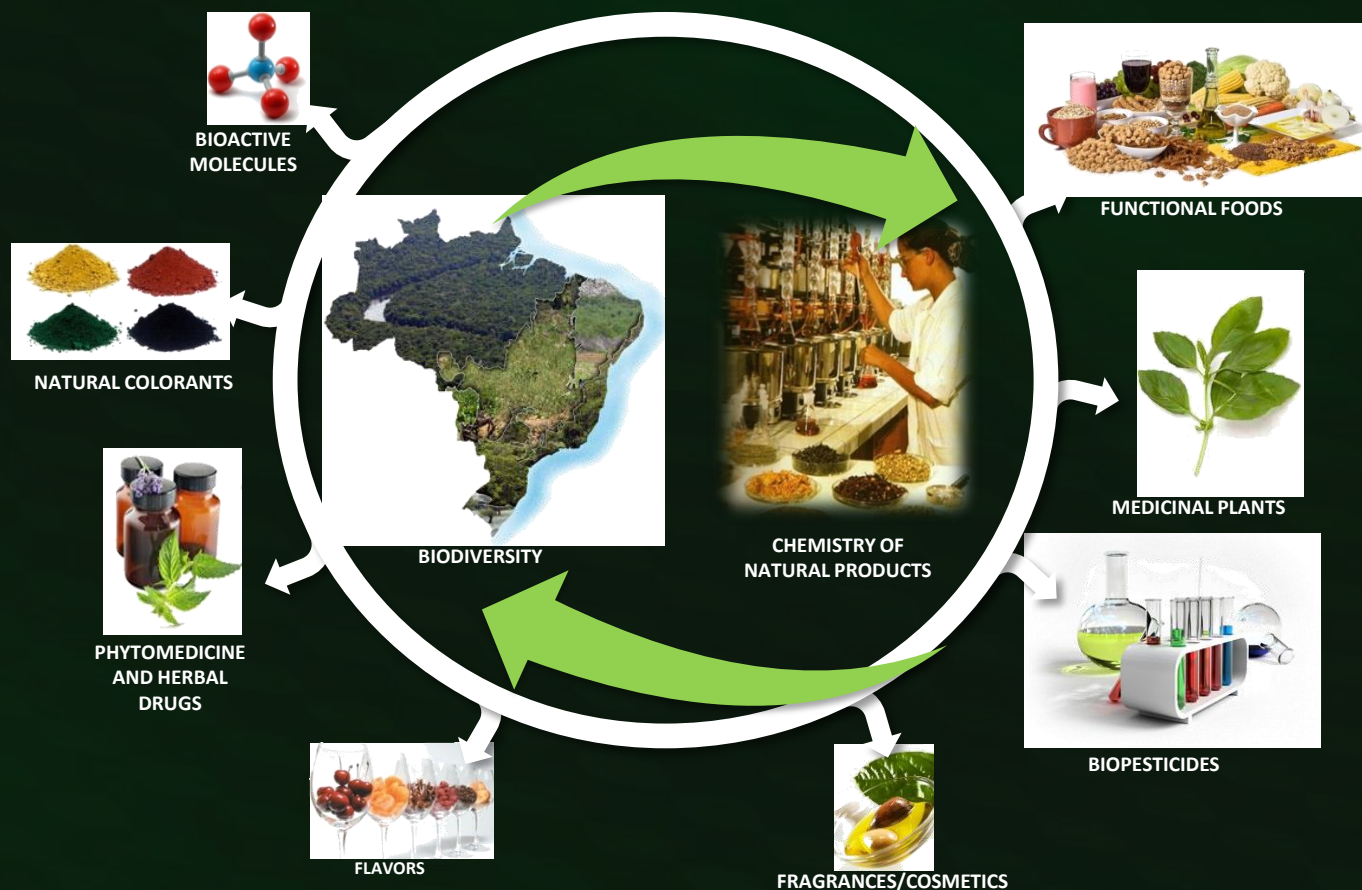 BIOACTIVE
MOLECULES
FUNCTIONAL FOODS
NATURAL COLORANTS
MEDICINAL PLANTS
BIODIVERSITY
CHEMISTRY OF
NATURAL PRODUCTS
PHYTOMEDICINE
AND HERBAL
DRUGS
BIOPESTICIDES
FLAVORS
FRAGRANCES/COSMETICS